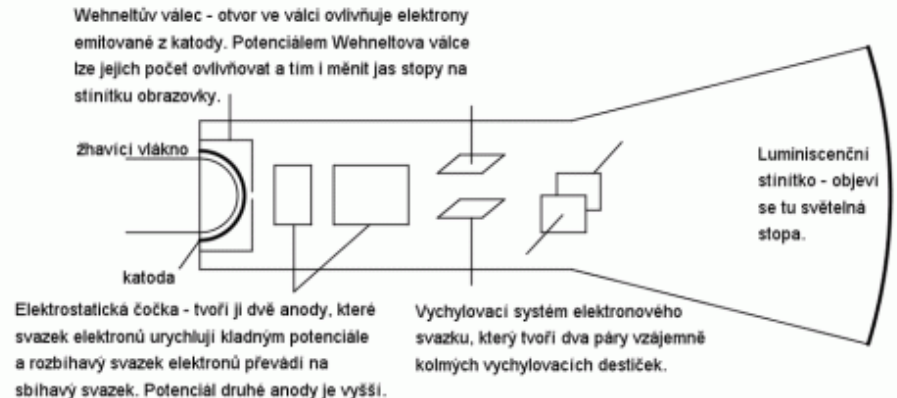 Wehneltův válec - otvor ve válci ovlivňuje elektrony
emitované z katody. Potenciálem Wehneltova válce
lze jejich počet ovlivňovat a tím i měnit jas stopy na
stínítku obrazovky.
žhavící vlákno
Luminiscenční
stínítko - objeví
se tu světelná
stopa.
katoda
Elektrostatická čočka - tvoří ji dvě anody, které
svazek elektronů urychlují kladným potenciále
a rozbíhavý svazek elektronů převádí na
sbíhavý svazek. Potenciál druhé anody je vyšší.
Vychylovací systém elektronového
svazku, který tvoří dva páry vzájemně
kolmých vychylovacích destiček.